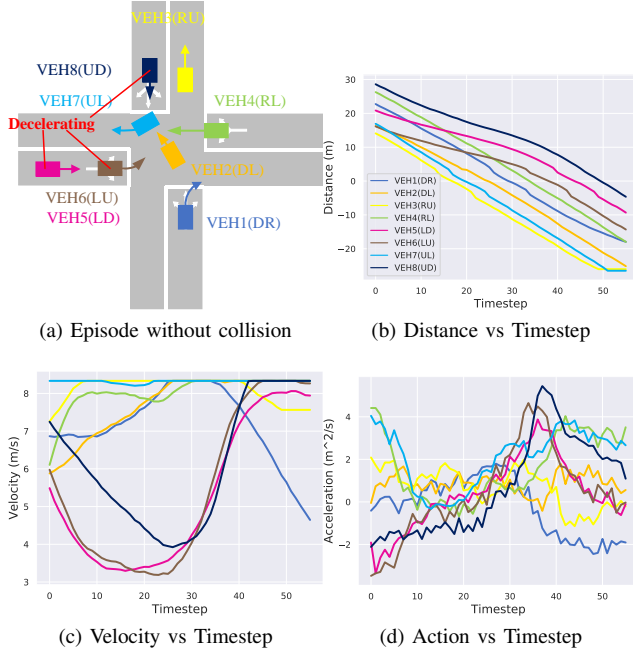 VEH3(RU)
VEH8(UD)
VEH7(UL)
VEH4(RL)
Decelerating
VEH2(DL)
VEH6(LU)
VEH5(LD)
VEH1(DR)
(a) Episode without collision
30
20
10
0
−10
−20
Distance (m)
VEH1(DR)
VEH2(DL)
VEH3(RU)
VEH4(RL)
VEH5(LD)
VEH6(LU)
VEH7(UL)
VEH8(UD)
0 10 20 30 40 50
Timestep
(b) Distance vs Timestep
8
7
6
5
4
3
Velocity (m/s)
0 10 20 30 40 50
Timestep
(c) Velocity vs Timestep
4
2
0
−2
Acceleration (m^2/s)
0 10 20 30 40 50
Timestep
(d) Action vs Timestep